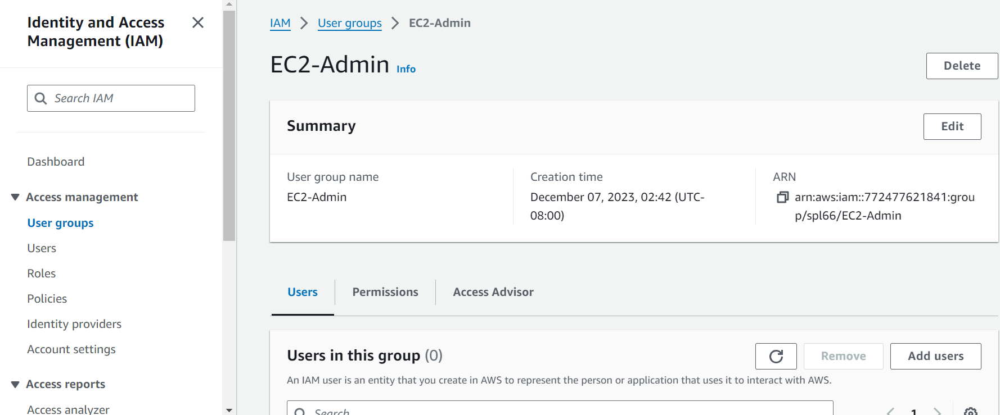 Identity and Access
Management (IAM)
Search IAM
Dashboard
Access management
User groups
Users
Roles
Policies
Identity providers
Account settings
Access reports
Access analyzer
IAM > User groups > EC2-Admin
EC2-Admin Info
Delete
Summary
Edit
User group name
EC2-Admin
Creation time
December 07, 2023, 02:42 (UTC-
08:00)
ARN
arn:aws:iam::772477621841:grou
p/spl66/EC2-Admin
Users
Permissions
Access Advisor
Users in this group (0)
Remove
Add users
An IAM user is an entity that you create in AWS to represent the person or application that uses it to interact with AWS.
Search
1